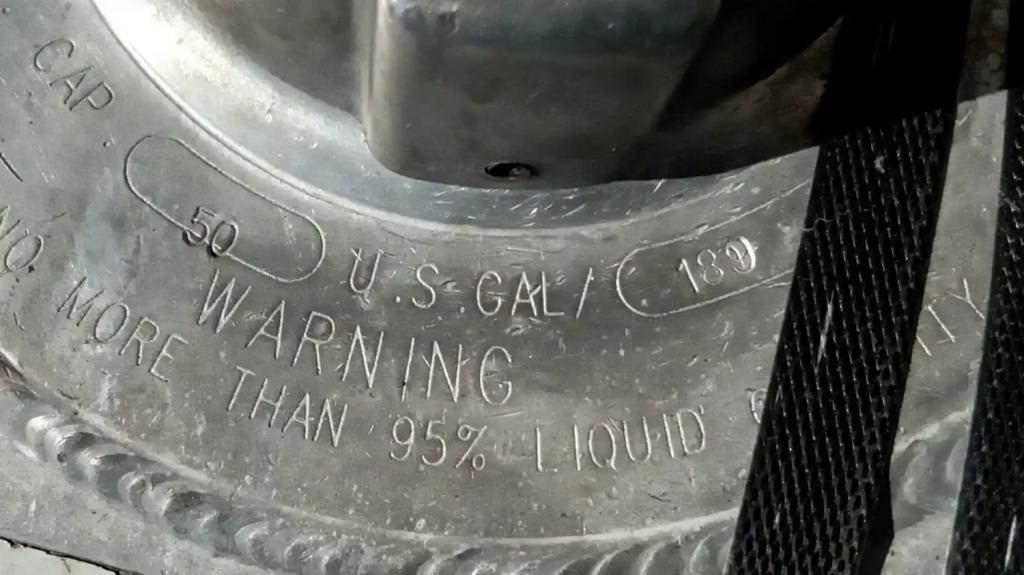 CAP 50 U.S. GAL/ 189
WARNING
NO MORE THAN 95% LIQUID